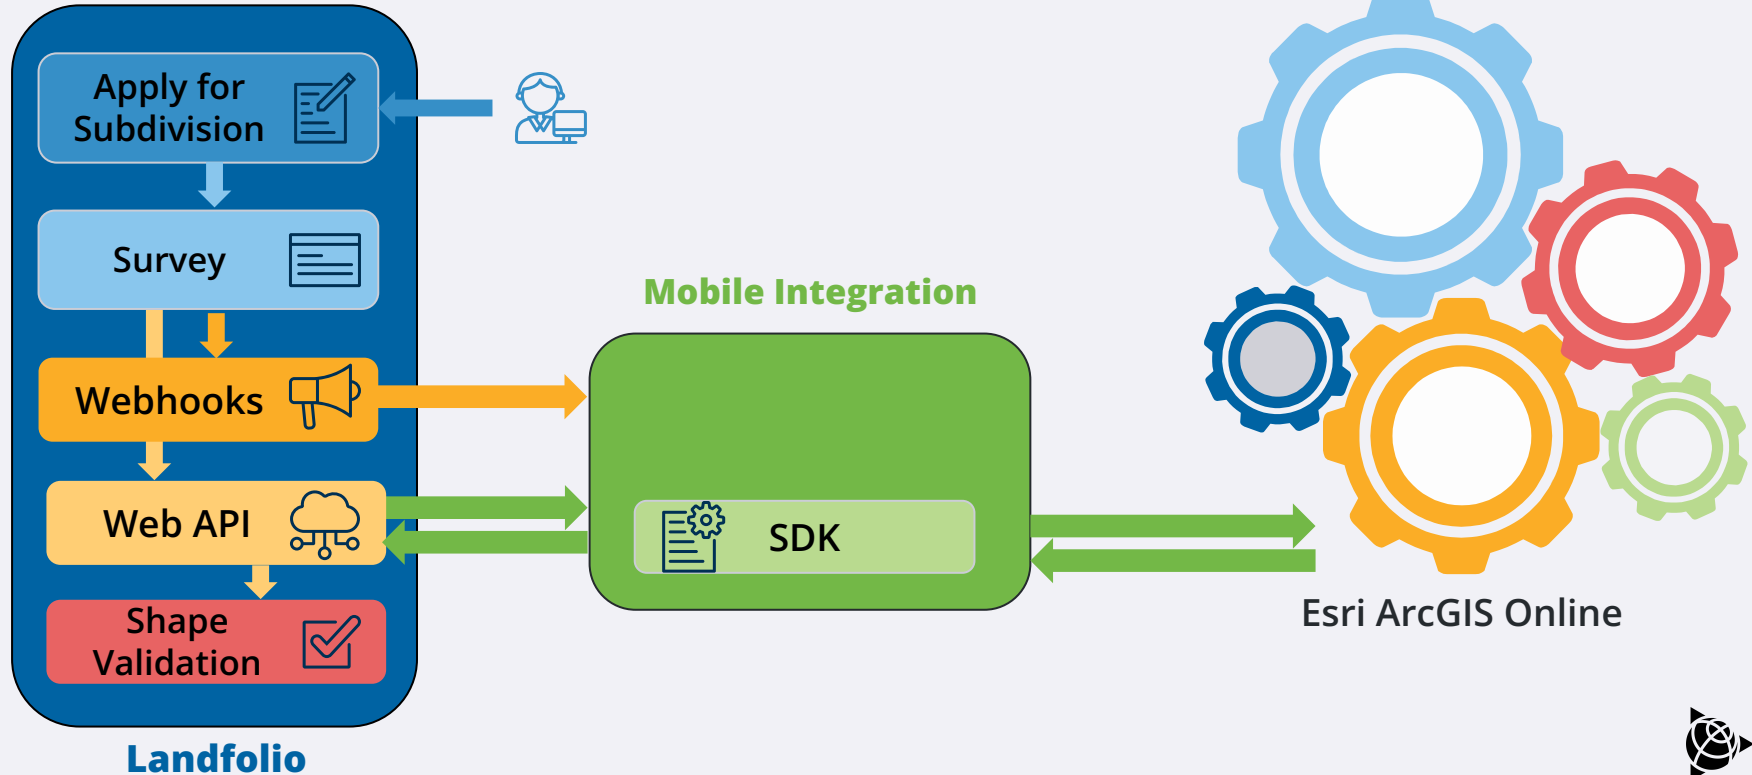 Apply for
Subdivision
Survey
Webhooks
Web API
Shape
Validation
Landfolio
Mobile Integration
SDK
Esri ArcGIS Online